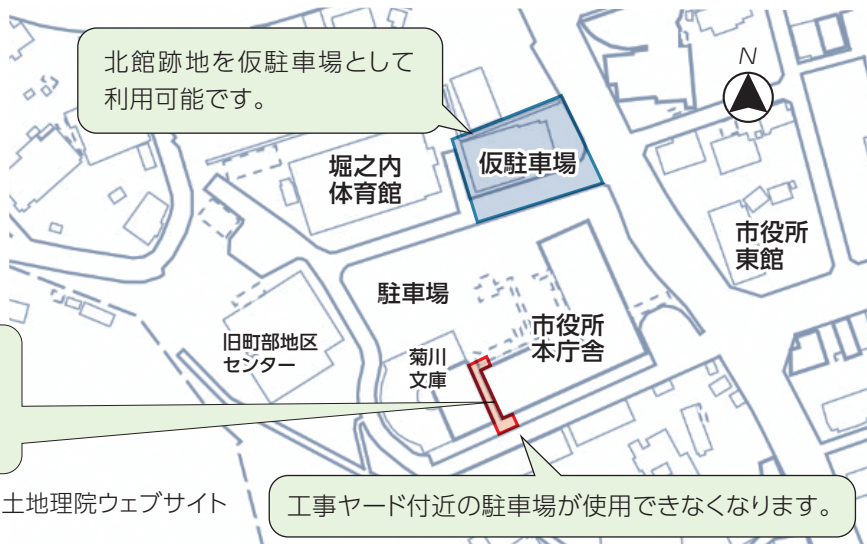 北館跡地を仮駐車場として
利用可能です。
N
堀之内
体育館
仮駐車場
市役所
東館
駐車場
旧町部地区
センター
菊川
文庫
市役所
本庁舎
土地理院ウェブサイト
工事ヤード付近の駐車場が使用できなくなります。